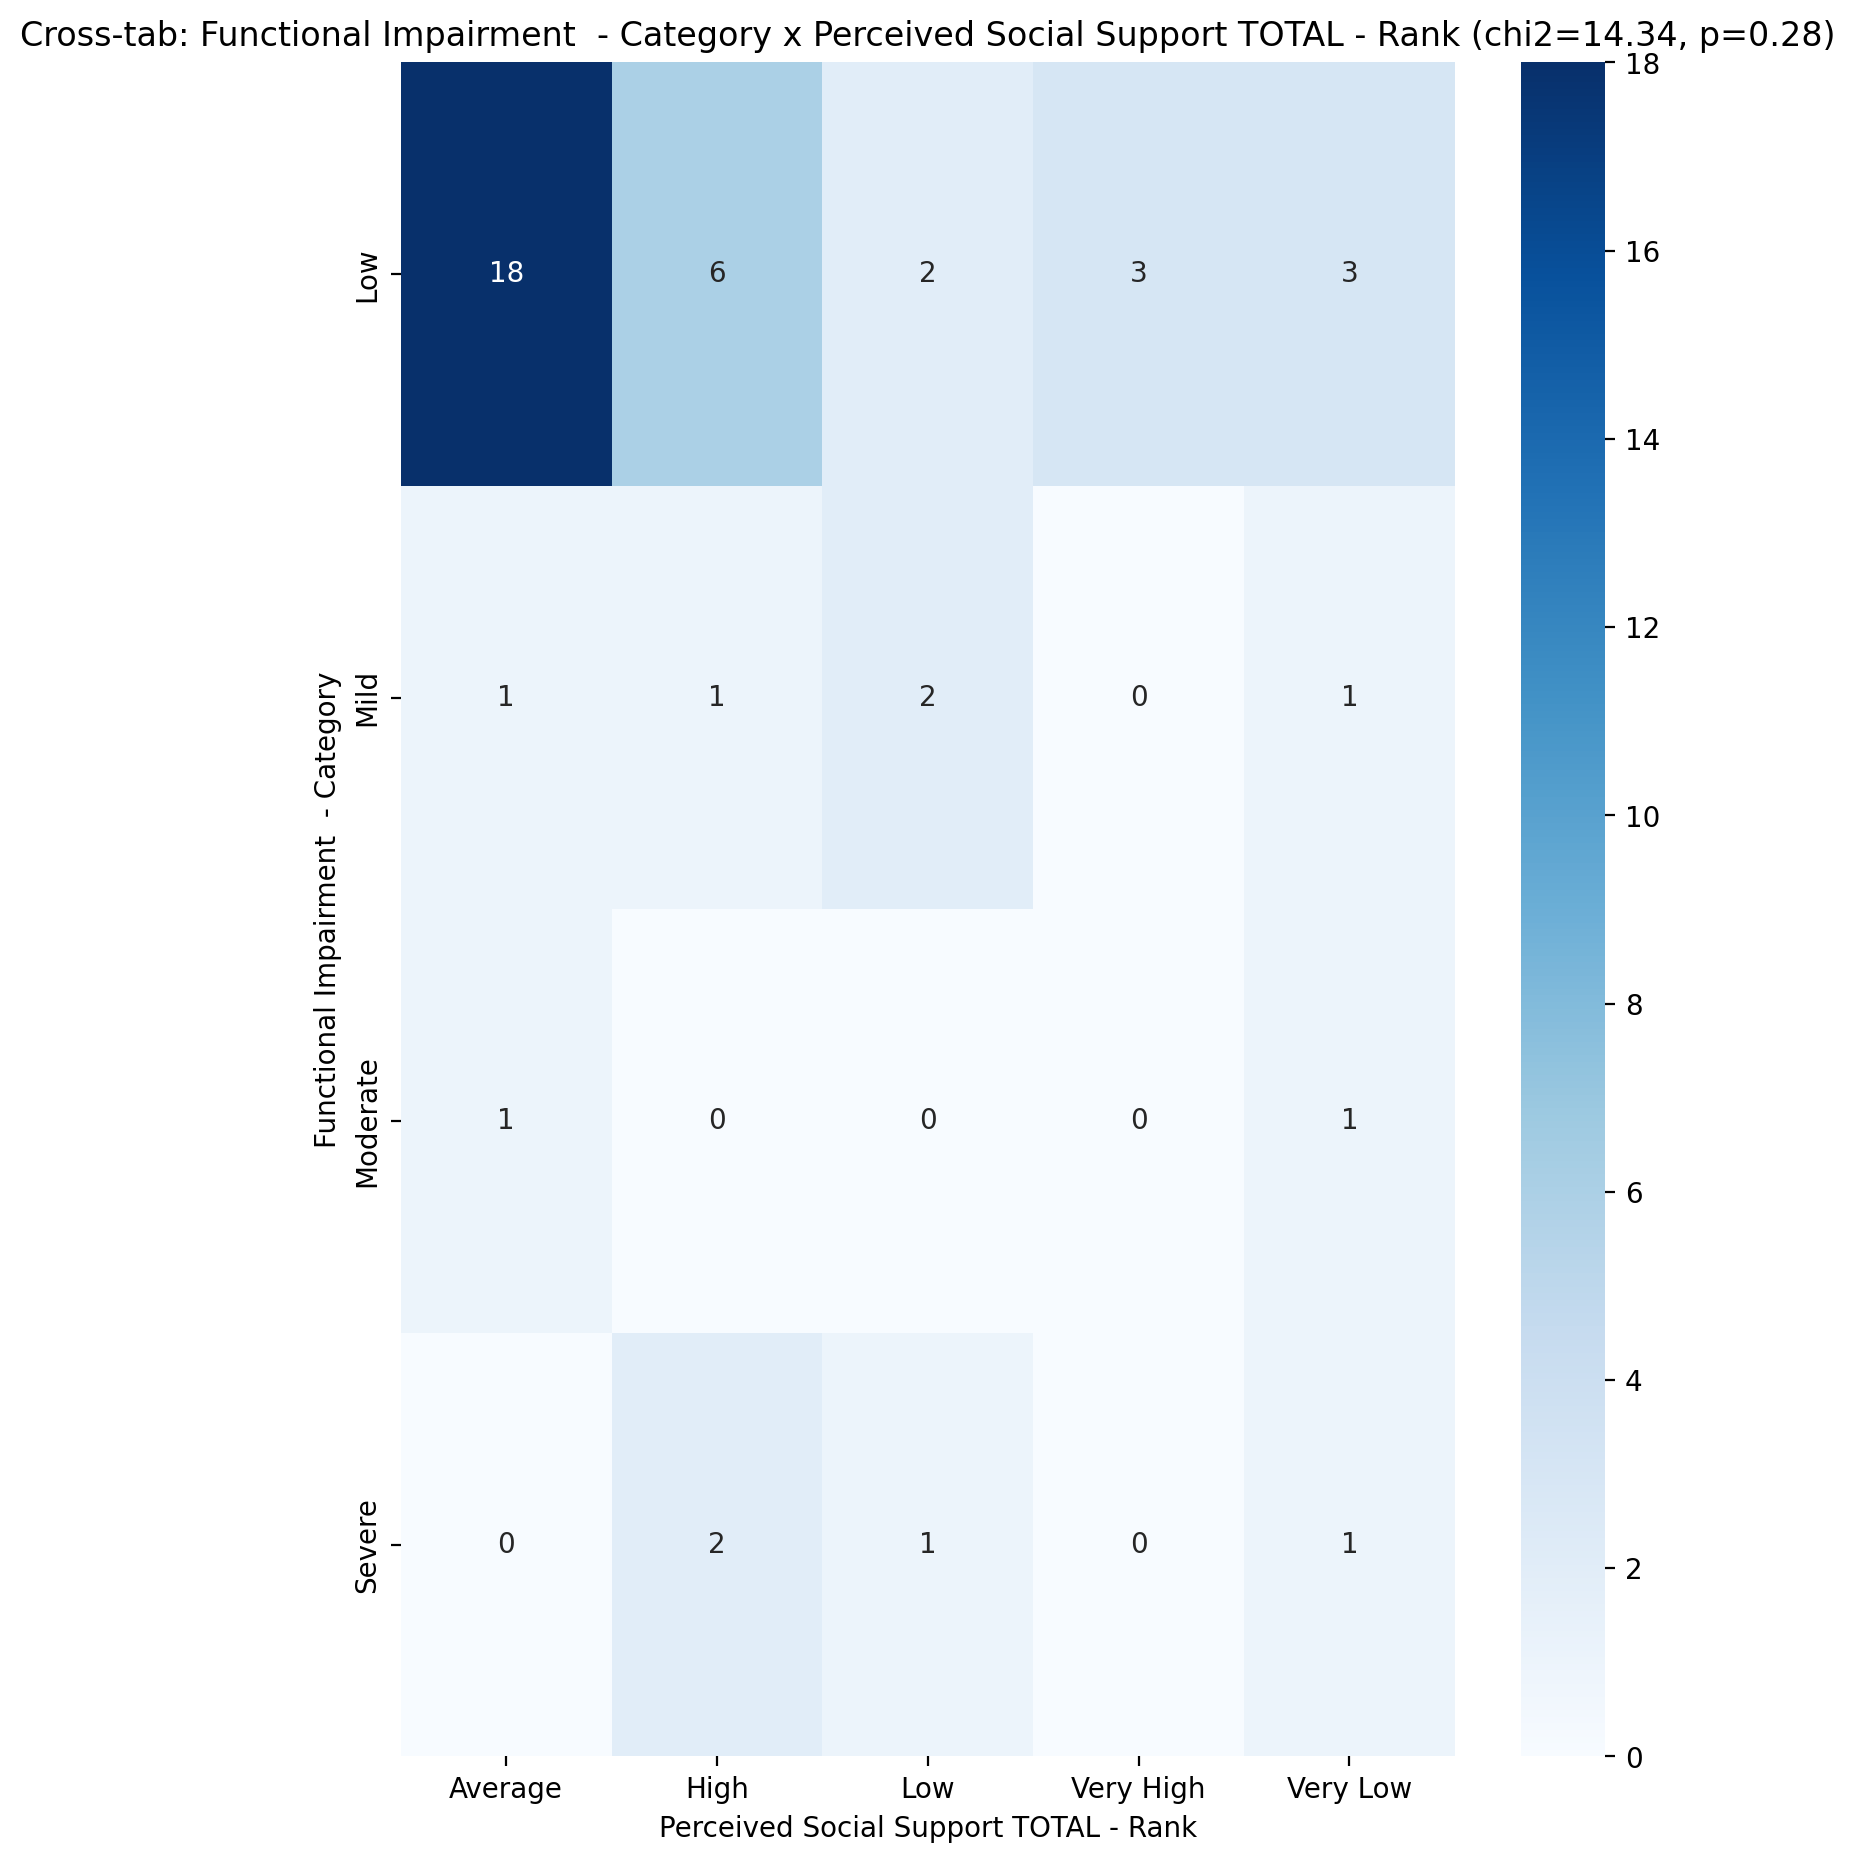 Cross-tab: Functional Impairment  - Category x Perceived Social Support TOTAL - Rank (chi2=14.34, p=0.28)
Functional Impairment  - Category
Low
18 6 2 3 3
Mild
1 1 2 0 1
Moderate
1 0 0 0 1
Severe
0 2 1 0 1
Average High Low Very High Very Low
Perceived Social Support TOTAL - Rank
18
16
14
12
10
8
6
4
2
0